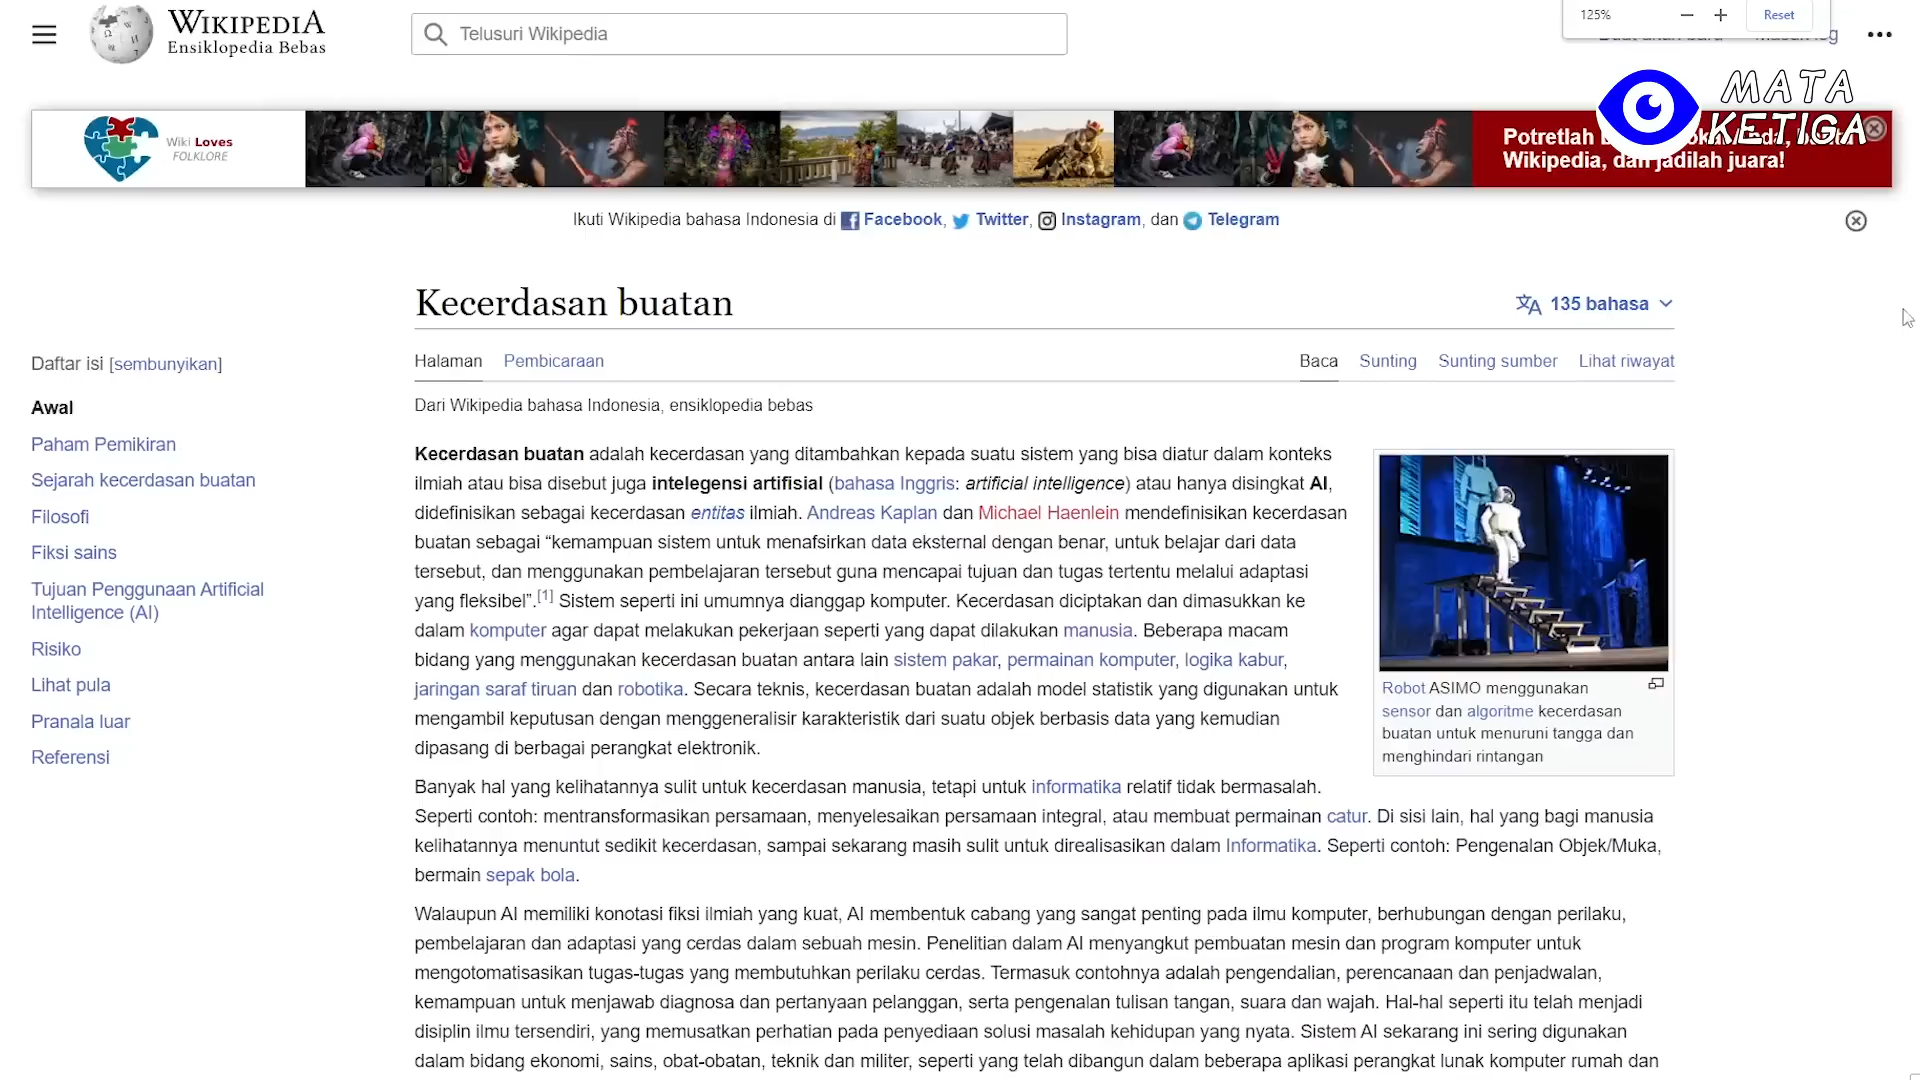 WIKIPEDIA
Ensiklopedia Bebas
Telusuri Wikipedia
125%
Reset
MATA
KETIGA
Wiki Loves
FOLKLORE
Potretlah
Wikipedia, dan jadilah juara!
Ikuti Wikipedia bahasa Indonesia di Facebook, Twitter, Instagram, dan Telegram
Kecerdasan buatan
135 bahasa
Daftar isi [sembunyikan]
Awal
Paham Pemikiran
Sejarah kecerdasan buatan
Filosofi
Fiksi sains
Tujuan Penggunaan Artificial
Intelligence (AI)
Risiko
Lihat pula
Pranala luar
Referensi
Halaman Pembicaraan
Baca Sunting Sunting sumber Lihat riwayat
Dari Wikipedia bahasa Indonesia, ensiklopedia bebas
Kecerdasan buatan adalah kecerdasan yang ditambahkan kepada suatu sistem yang bisa diatur dalam konteks
ilmiah atau bisa disebut juga intelegensi artifisial (bahasa Inggris: artificial intelligence) atau hanya disingkat AI,
didefinisikan sebagai kecerdasan entitas ilmiah. Andreas Kaplan dan Michael Haenlein mendefinisikan kecerdasan
buatan sebagai “kemampuan sistem untuk menafsirkan data eksternal dengan benar, untuk belajar dari data
tersebut, dan menggunakan pembelajaran tersebut guna mencapai tujuan dan tugas tertentu melalui adaptasi
yang fleksibel”.[1] Sistem seperti ini umumnya dianggap komputer. Kecerdasan diciptakan dan dimasukkan ke
dalam komputer agar dapat melakukan pekerjaan seperti yang dapat dilakukan manusia. Beberapa macam
bidang yang menggunakan kecerdasan buatan antara lain sistem pakar, permainan komputer, logika kabur,
jaringan saraf tiruan dan robotika. Secara teknis, kecerdasan buatan adalah model statistik yang digunakan untuk
mengambil keputusan dengan menggeneralisir karakteristik dari suatu objek berbasis data yang kemudian
dipasang di berbagai perangkat elektronik.
Robot ASIMO menggunakan
sensor dan algoritme kecerdasan
buatan untuk menuruni tangga dan
menghindari rintangan
Banyak hal yang kelihatannya sulit untuk kecerdasan manusia, tetapi untuk informatika relatif tidak bermasalah.
Seperti contoh: mentransformasikan persamaan, menyelesaikan persamaan integral, atau membuat permainan catur. Di sisi lain, hal yang bagi manusia
kelihatannya menuntut sedikit kecerdasan, sampai sekarang masih sulit untuk direalisasikan dalam Informatika. Seperti contoh: Pengenalan Objek/Muka,
bermain sepak bola.
Walaupun AI memiliki konotasi fiksi ilmiah yang kuat, AI membentuk cabang yang sangat penting pada ilmu komputer, berhubungan dengan perilaku,
pembelajaran dan adaptasi yang cerdas dalam sebuah mesin. Penelitian dalam AI menyangkut pembuatan mesin dan program komputer untuk
mengotomatisasikan tugas-tugas yang membutuhkan perilaku cerdas. Termasuk contohnya adalah pengendalian, perencanaan dan penjadwalan,
kemampuan untuk menjawab diagnosa dan pertanyaan pelanggan, serta pengenalan tulisan tangan, suara dan wajah. Hal-hal seperti itu telah menjadi
disiplin ilmu tersendiri, yang memusatkan perhatian pada penyediaan solusi masalah kehidupan yang nyata. Sistem AI sekarang ini sering digunakan
dalam bidang ekonomi, sains, obat-obatan, teknik dan militer, seperti yang telah dibangun dalam beberapa aplikasi perangkat lunak komputer rumah dan